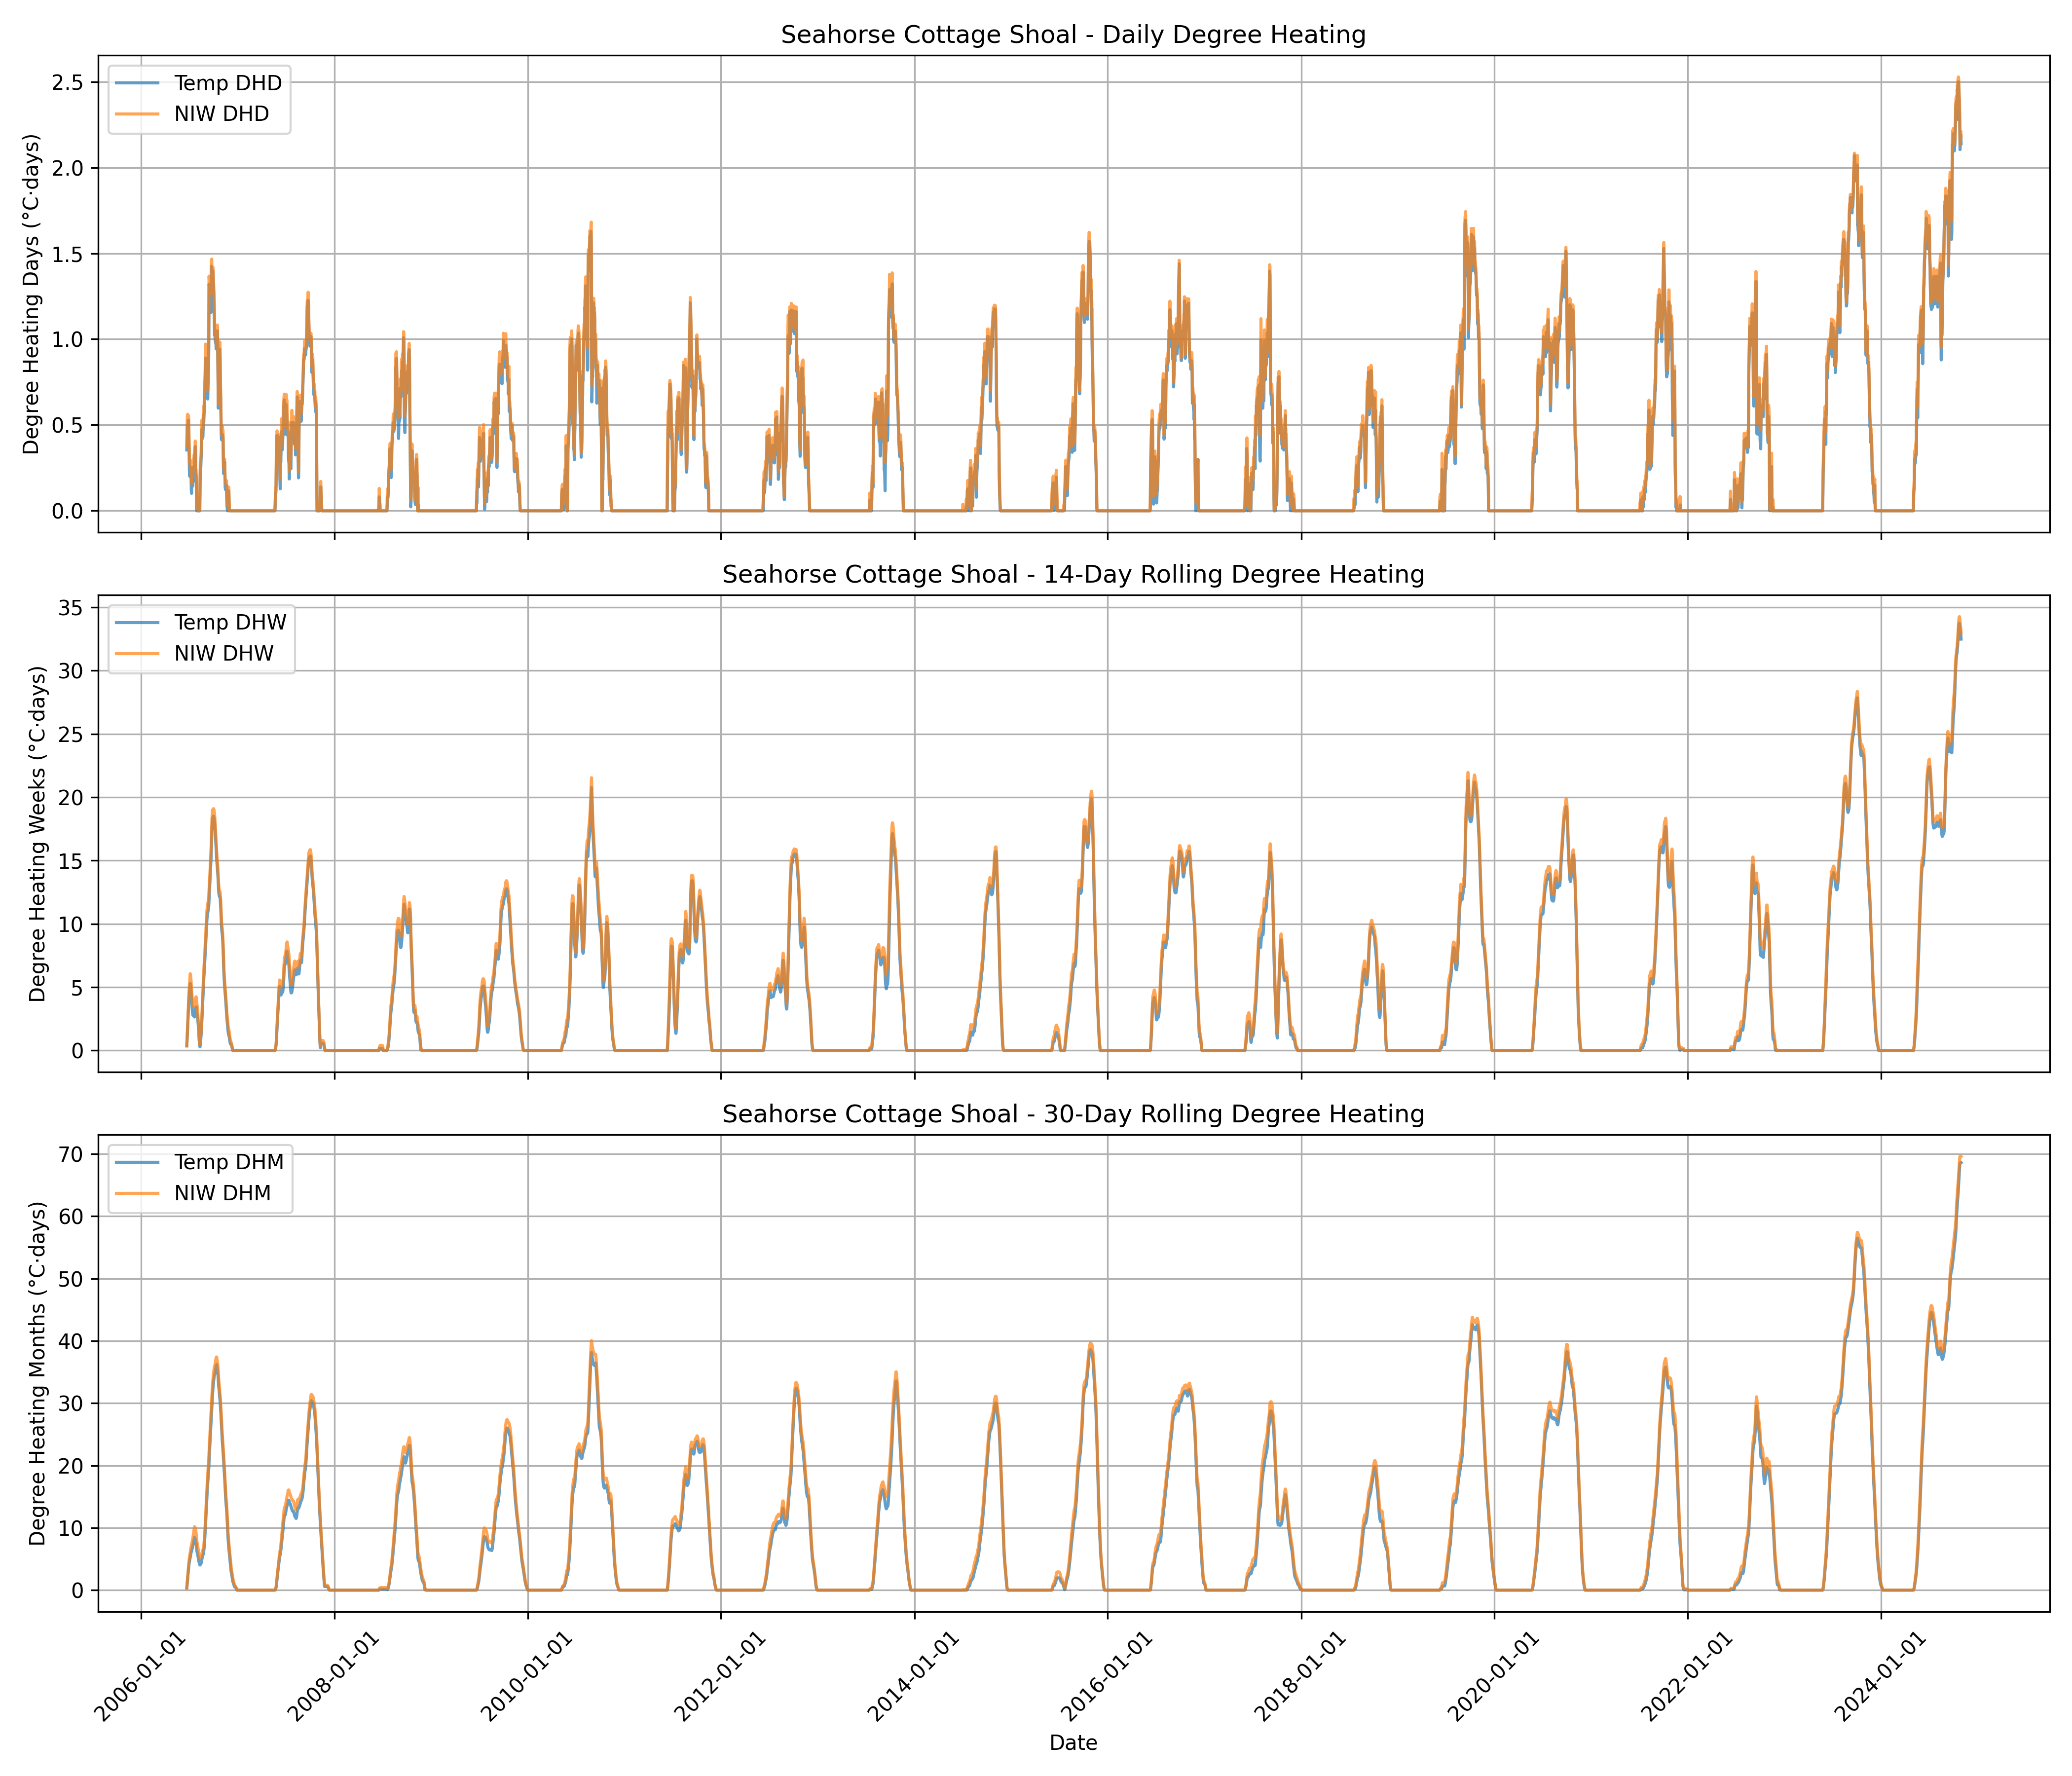 Seahorse Cottage Shoal - Daily Degree Heating
Temp DHD
NIW DHD
Degree Heating Days (°C·days)
2.5
2.0
1.5
1.0
0.5
0.0
Seahorse Cottage Shoal - 14-Day Rolling Degree Heating
Temp DHW
NIW DHW
Degree Heating Weeks (°C·days)
35
30
25
20
15
10
5
0
Seahorse Cottage Shoal - 30-Day Rolling Degree Heating
Temp DHM
NIW DHM
Degree Heating Months (°C·days)
70
60
50
40
30
20
10
0
2006-01-01
2008-01-01
2010-01-01
2012-01-01
2014-01-01
2016-01-01
2018-01-01
2020-01-01
2022-01-01
2024-01-01
Date